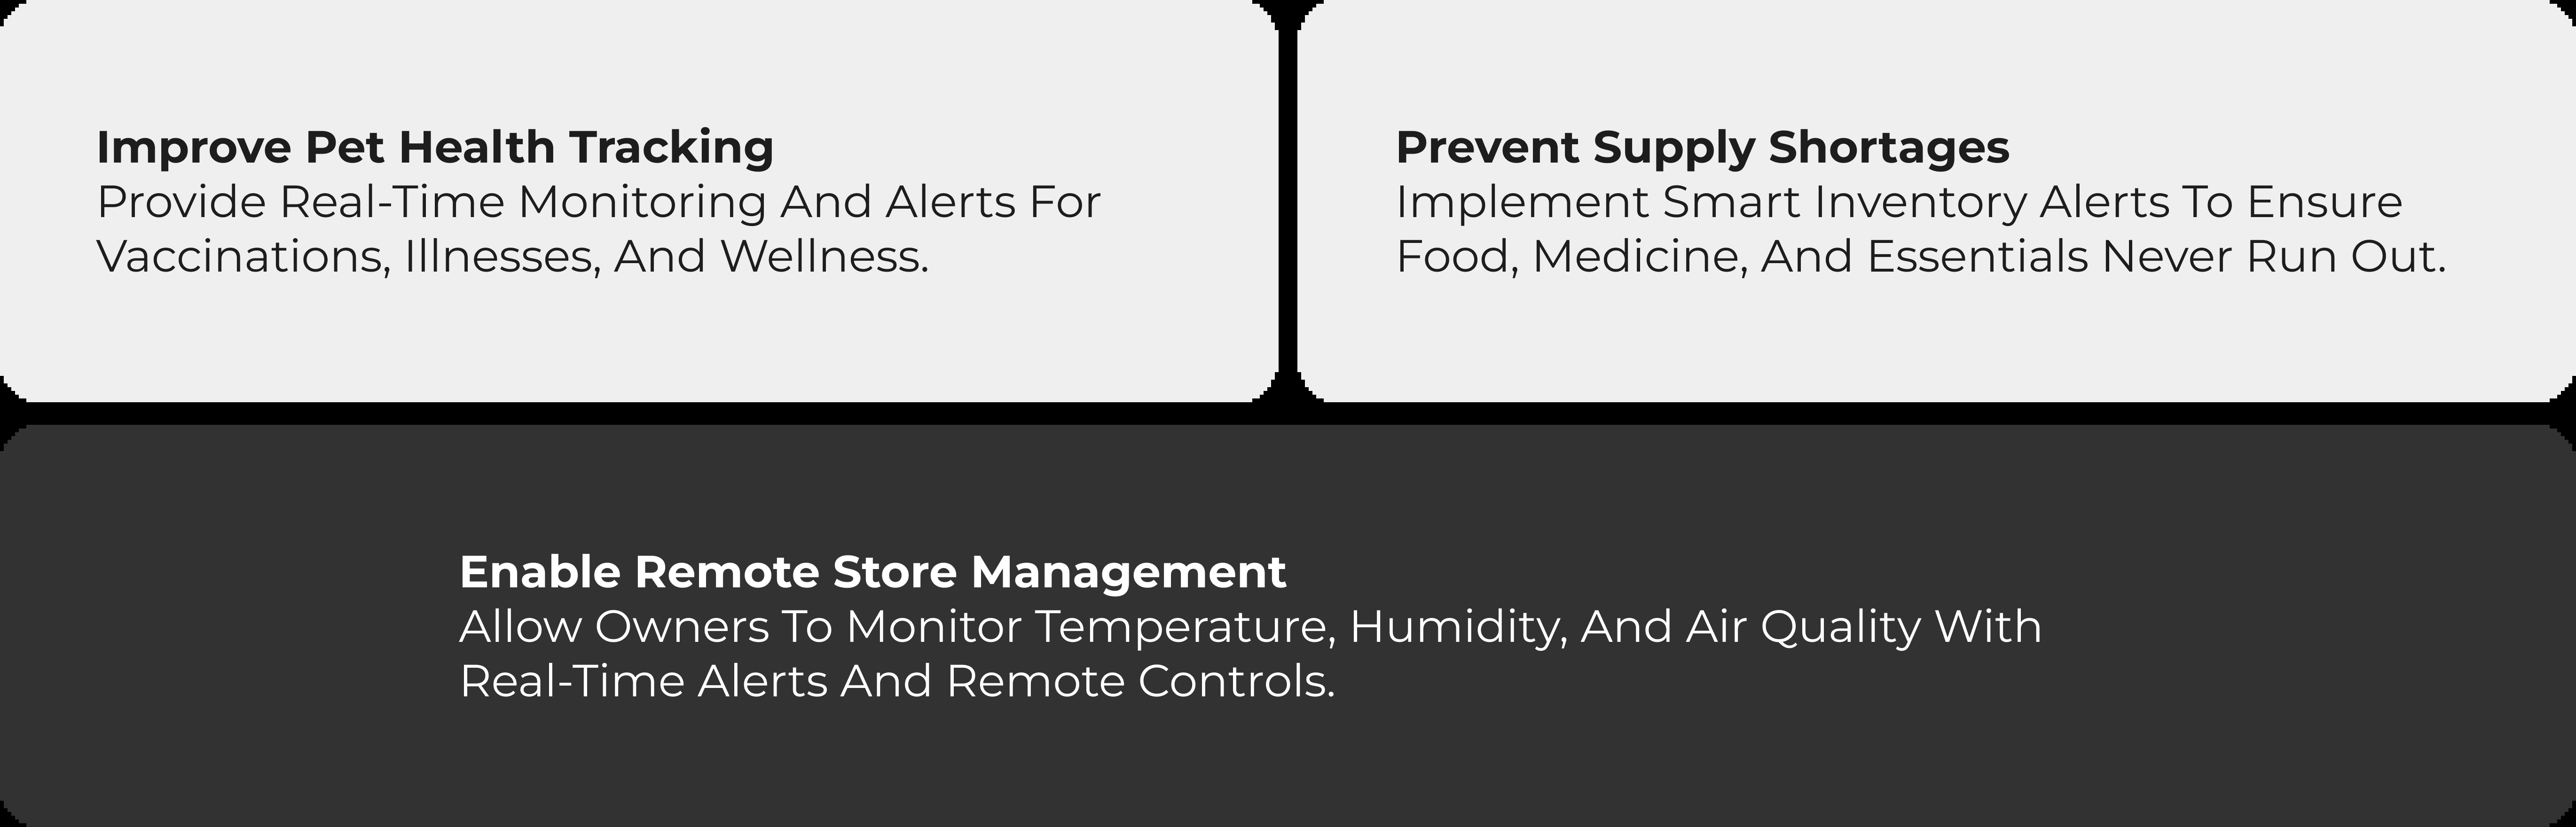 Improve Pet Health Tracking
Provide Real-Time Monitoring And Alerts For
Vaccinations, Illnesses, And Wellness.
Prevent Supply Shortages
Implement Smart Inventory Alerts To Ensure
Food, Medicine, And Essentials Never Run Out.
Enable Remote Store Management
Allow Owners To Monitor Temperature, Humidity, And Air Quality With
Real-Time Alerts And Remote Controls.